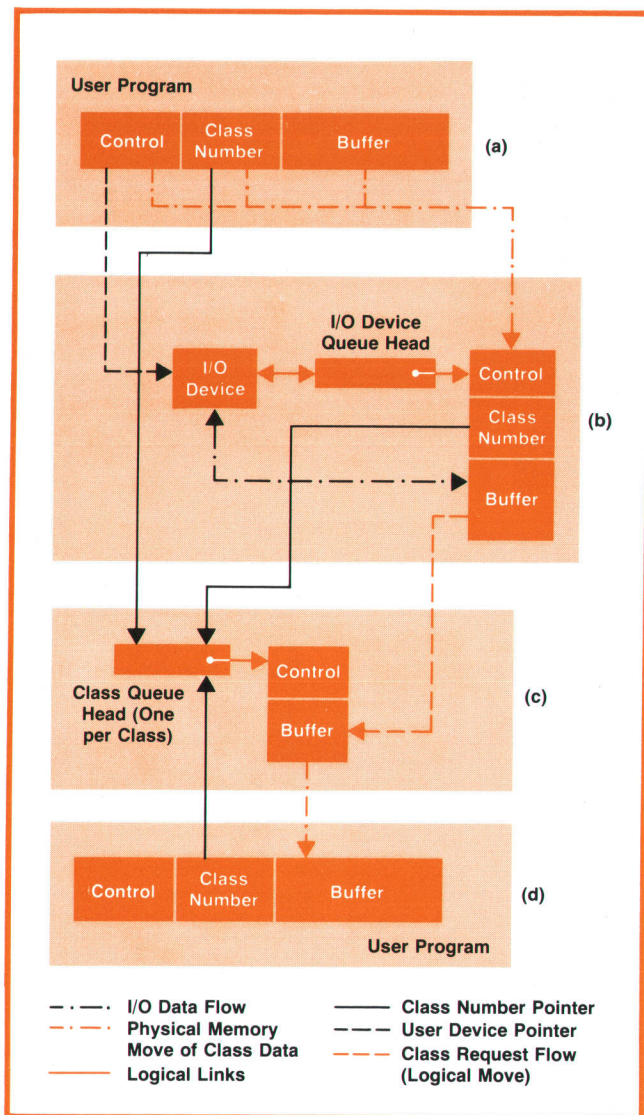 User Program
Control
Class
Number
Buffer
(a)
I/O Device
Queue Head
I/O
Device
Control
Class
Number
Buffer
(b)
Class Queue
Head (One
per Class)
Control
Buffer
(c)
Control
Class
Number
Buffer
(d)
User Program
I/O Data Flow
Physical Memory
Move of Class Data
Logical Links
Class Number Pointer
User Device Pointer
Class Request Flow
(Logical Move)